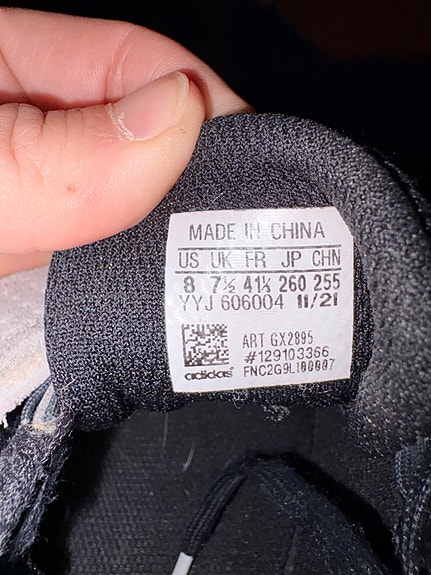 MADE IN CHINA
US UK FR JP CHN
8 7½ 41⅓ 260 255
YYJ 606004 11/21
ART GX2895
#129103366
adidas FNC2G9L100007